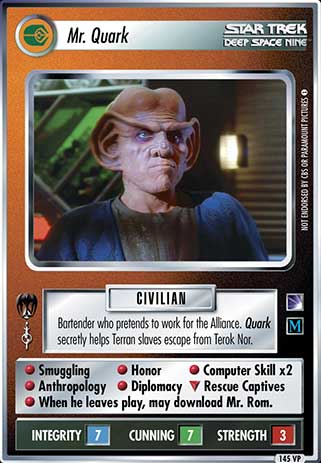 Mr. Quark
STAR TREK
DEEP SPACE NINE
NOT ENDORSED BY CBS OR PARAMOUNT PICTURES
CIVILIAN
Bartender who pretends to work for the Alliance. Quark
secretly helps Terran slaves escape from Terok Nor.
M
Smuggling Honor Computer Skill x2
Anthropology Diplomacy Rescue Captives
When he leaves play, may download Mr. Rom.
INTEGRITY 7 CUNNING 7 STRENGTH 3
145 VP